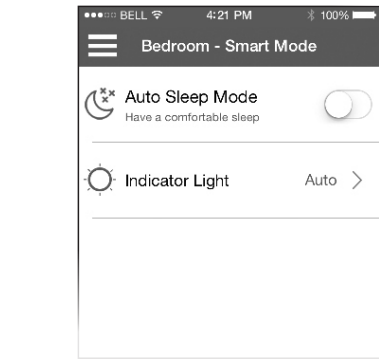 BELL 4:21 PM 100%
Bedroom - Smart Mode
Auto Sleep Mode
Have a comfortable sleep
Indicator Light Auto